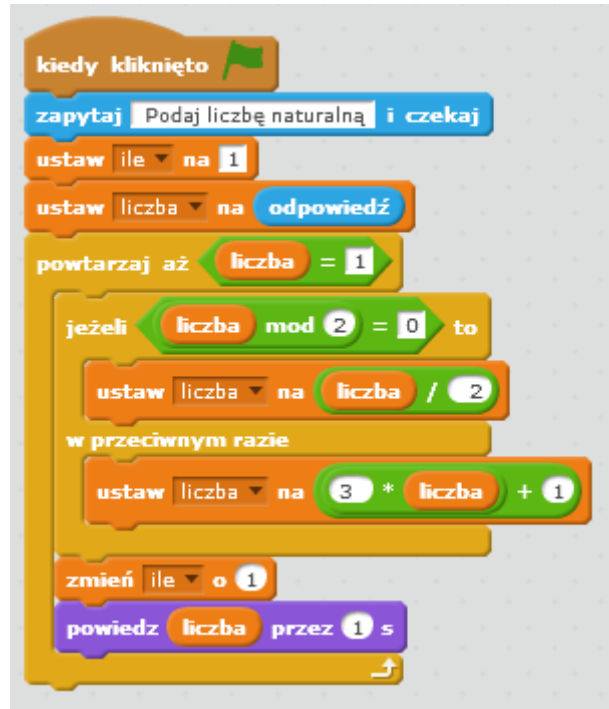 kiedy kliknięto
zapytaj Podaj liczbę naturalną i czekaj
ustaw ile na 1
ustaw liczba na odpowiedź
powtarzaj aż liczba = 1
jeżeli liczba mod 2 = 0 to
ustaw liczba na liczba / 2
w przeciwnym razie
ustaw liczba na 3 * liczba + 1
zmień ile o 1
powiedz liczba przez 1 s